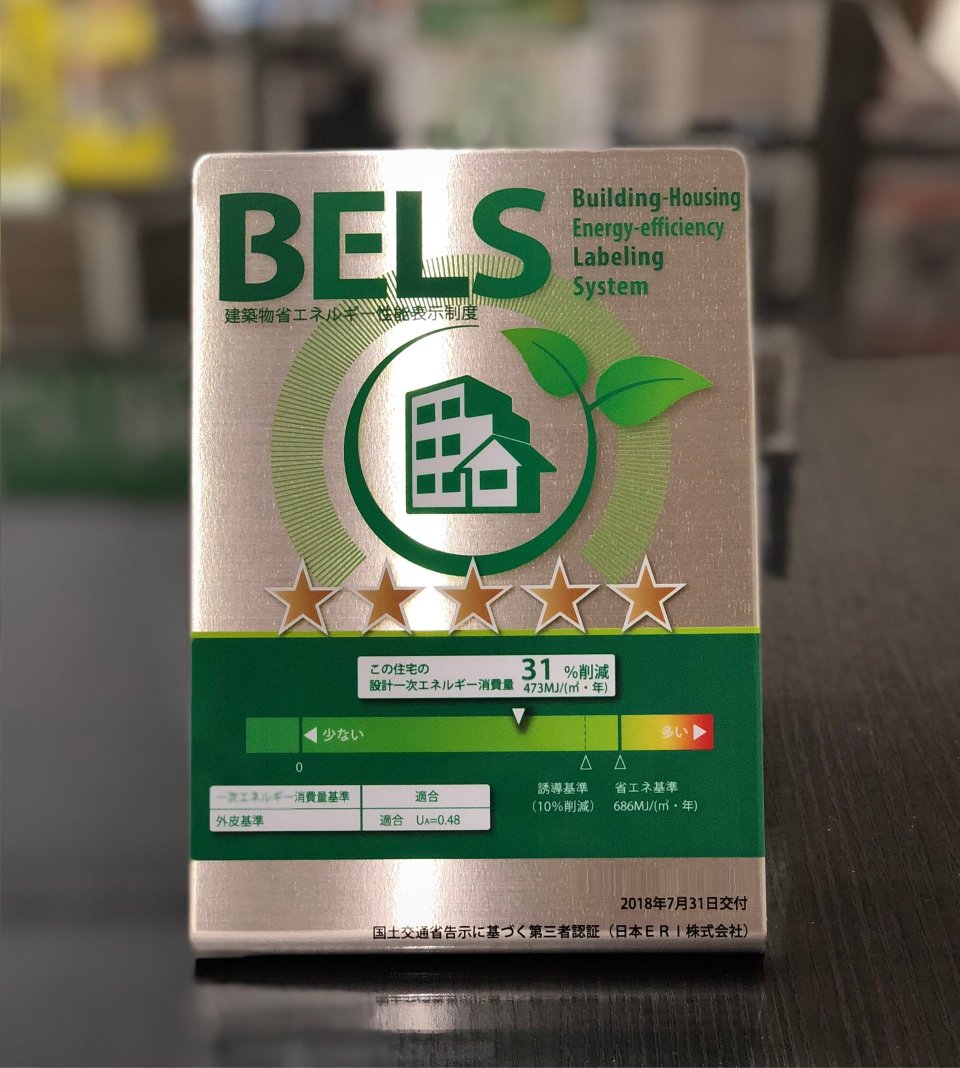 BELS
Building-Housing
Energy-efficiency
Labeling
System
建築物省エネルギー性能表示制度
この住宅の
設計一次エネルギー消費量
31 %削減
473MJ/(㎡・年)
少ない
多い
0
誘導基準
(10%削減)
省エネ基準
686MJ/(㎡・年)
一次エネルギー消費量基準 適合
外皮基準 適合 UA=0.48
2018年7月31日交付
国土交通省告示に基づく第三者認証（日本ＥＲＩ株式会社）